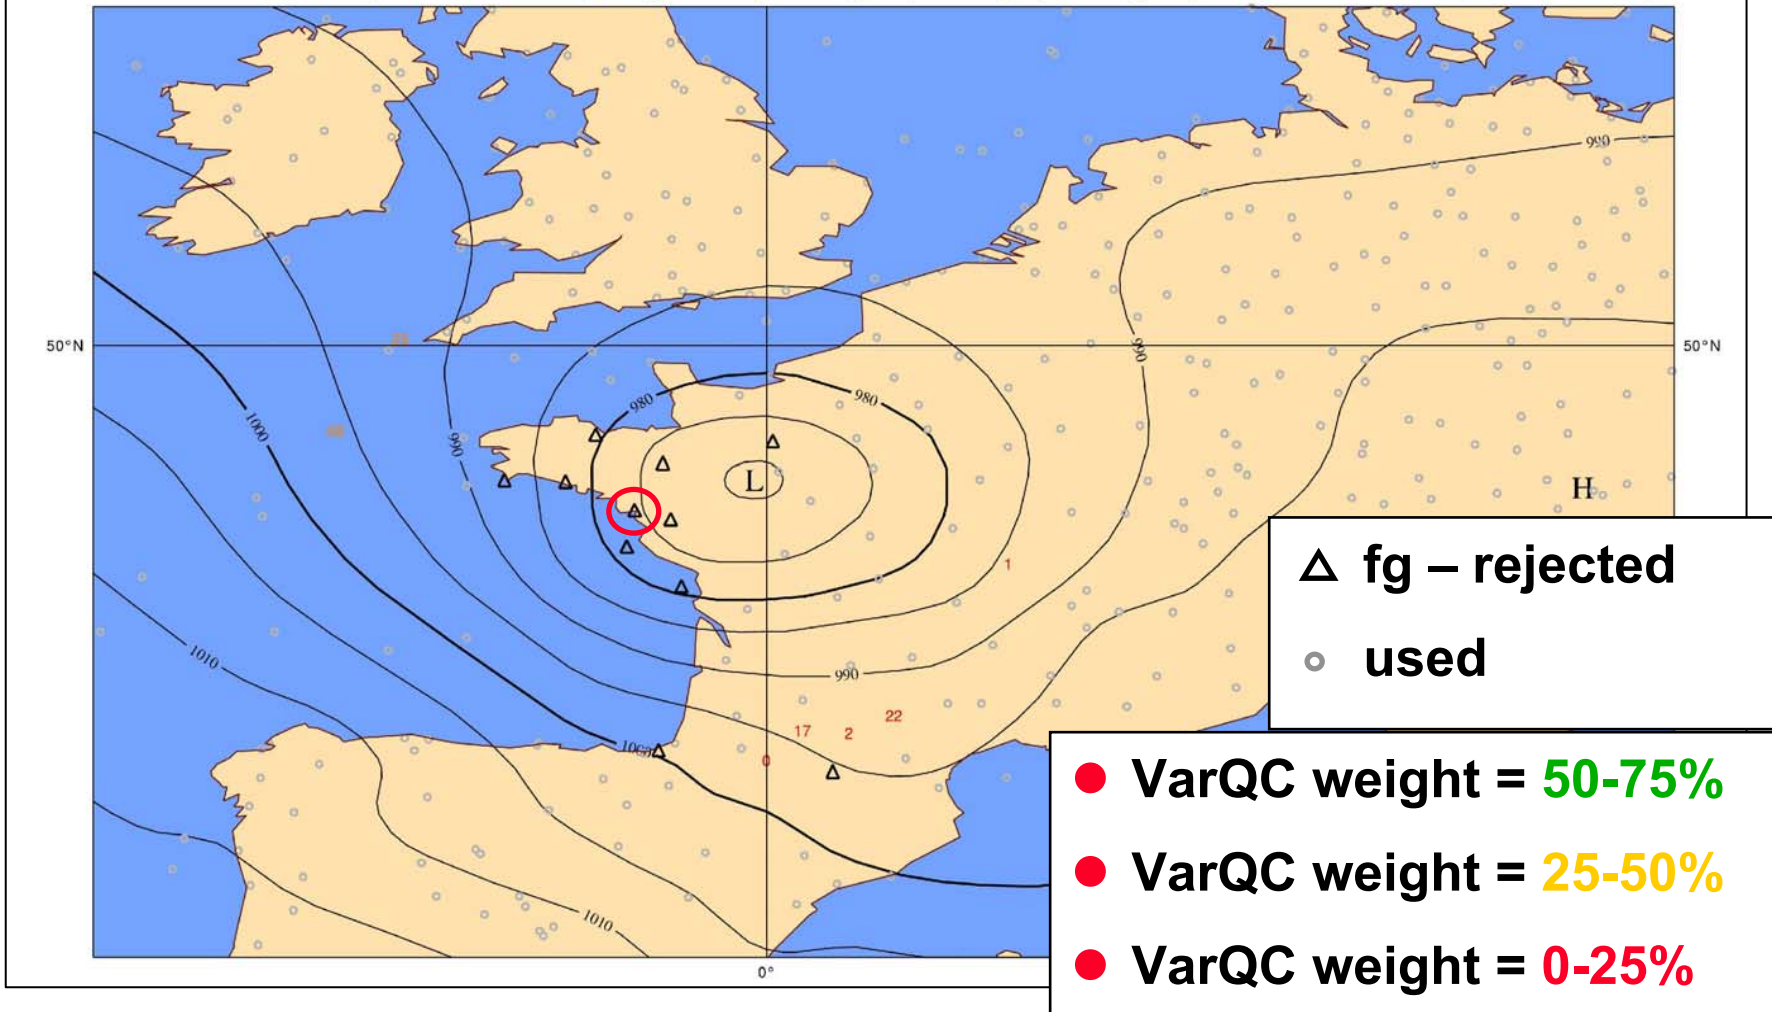 990
50°N
50°N
990
980
980
1000
990
L
H
1
fg – rejected
used
1010
990
22
17
2
0
VarQC weight = 50-75%
VarQC weight = 25-50%
1010
VarQC weight = 0-25%
0°